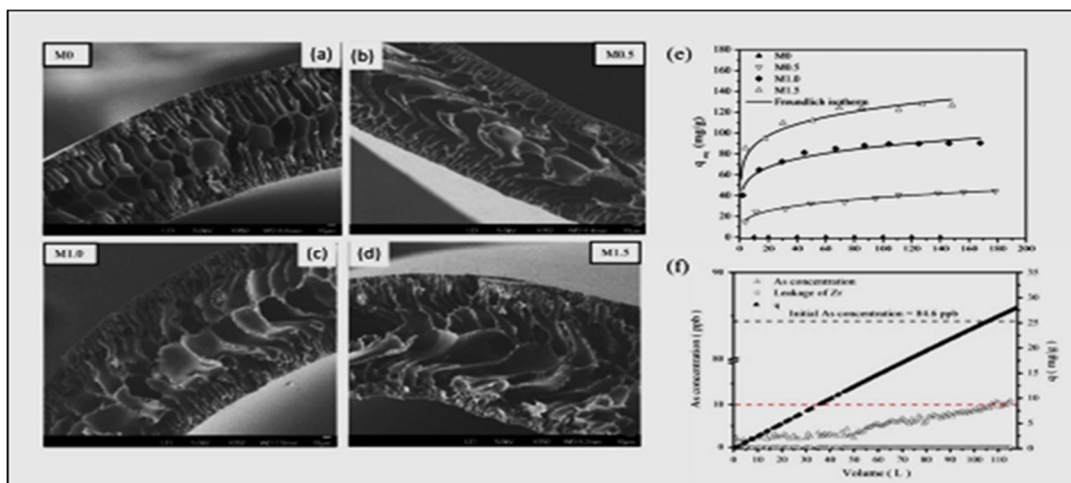 M0
(a)
(b)
M0.5
M1.0
(c)
(d)
M1.5
(e)
180
160
140
120
100
80
60
40
20
0
q eq (mg/g)
M0
M0.5
M1.0
M1.5
Freundlich isotherm
0 20 40 60 80 100 120 140 160 180 200
(f)
As concentration (ppb)
90
80
10
0
As concentration
Leakage of Zr
q
Initial As concentration = 84.6 ppb
35
30
25
20
15
10
5
0
q (mg/g)
0 10 20 30 40 50 60 70 80 90 100 110
Volume ( L )